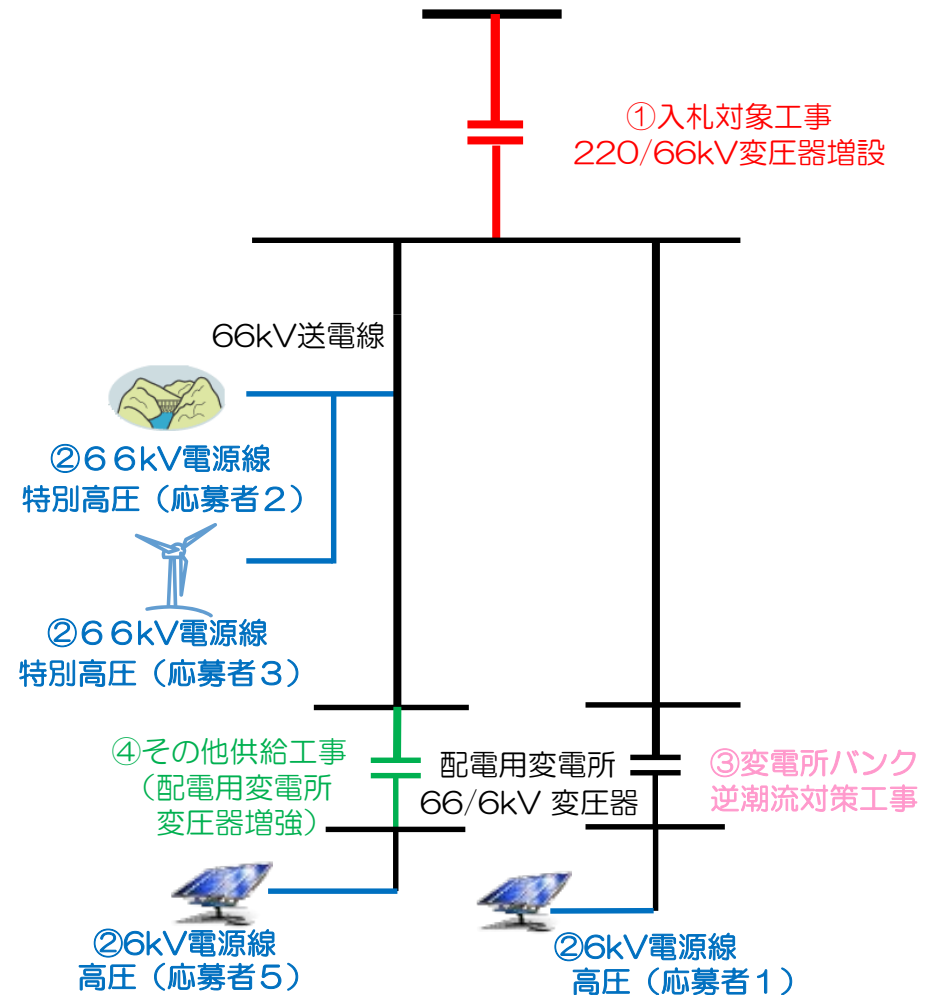 ①入札対象工事
220/66kV変圧器増設
66kV送電線
②66kV電源線
特別高圧（応募者2）
②66kV電源線
特別高圧（応募者3）
④その他供給工事
（配電用変電所
変圧器増強）
配電用変電所
66/6kV 変圧器
③変電所バンク
逆潮流対策工事
②6kV電源線
高圧（応募者5）
②6kV電源線
高圧（応募者1）